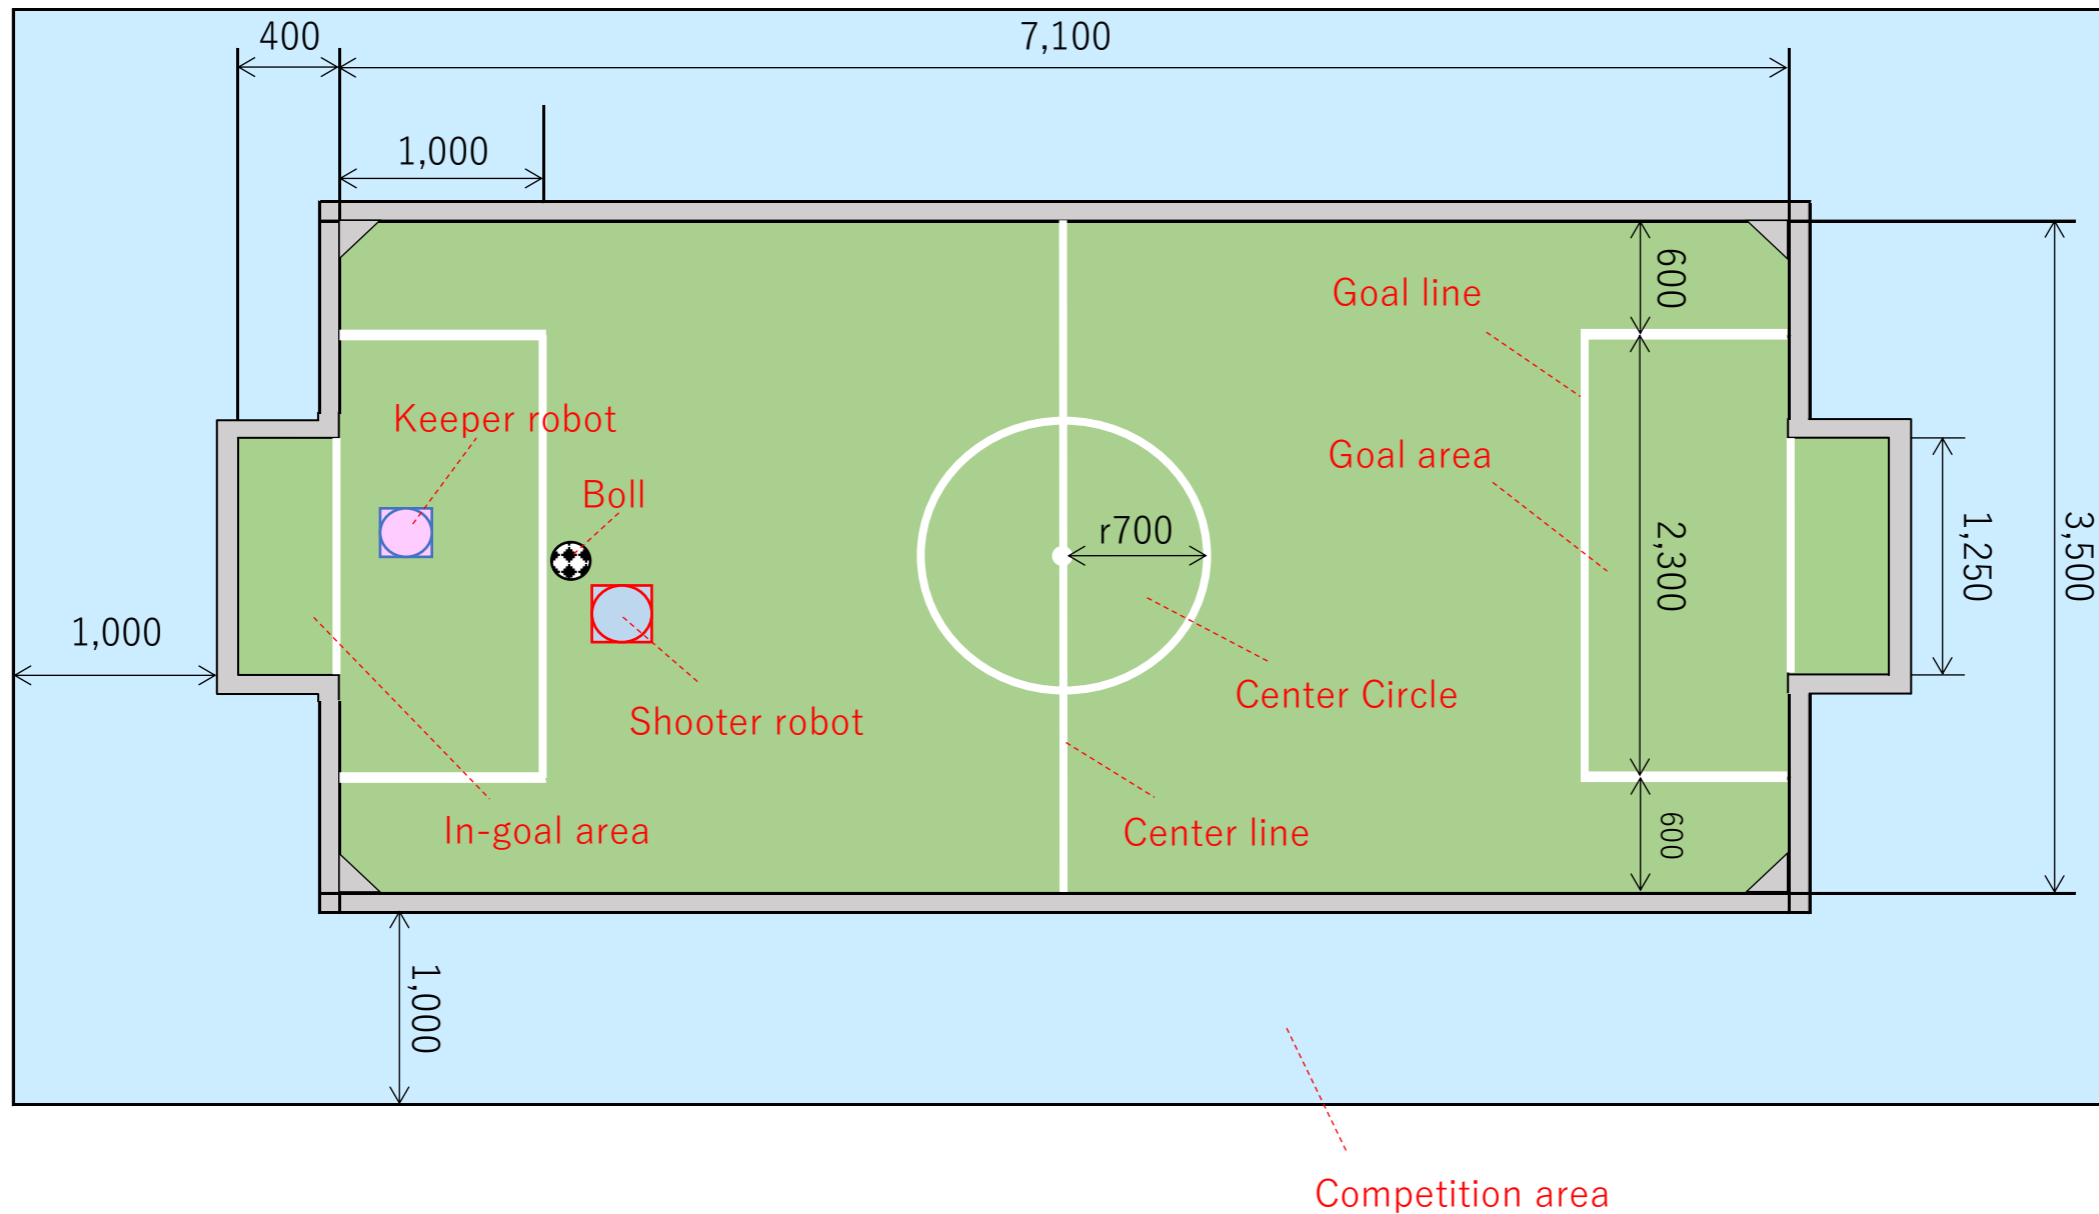 400
7,100
1,000
600
Goal line
Keeper robot
Goal area
Boll
r700
2,300
1,250
3,500
1,000
Center Circle
Shooter robot
In-goal area
Center line
600
1,000
Competition area